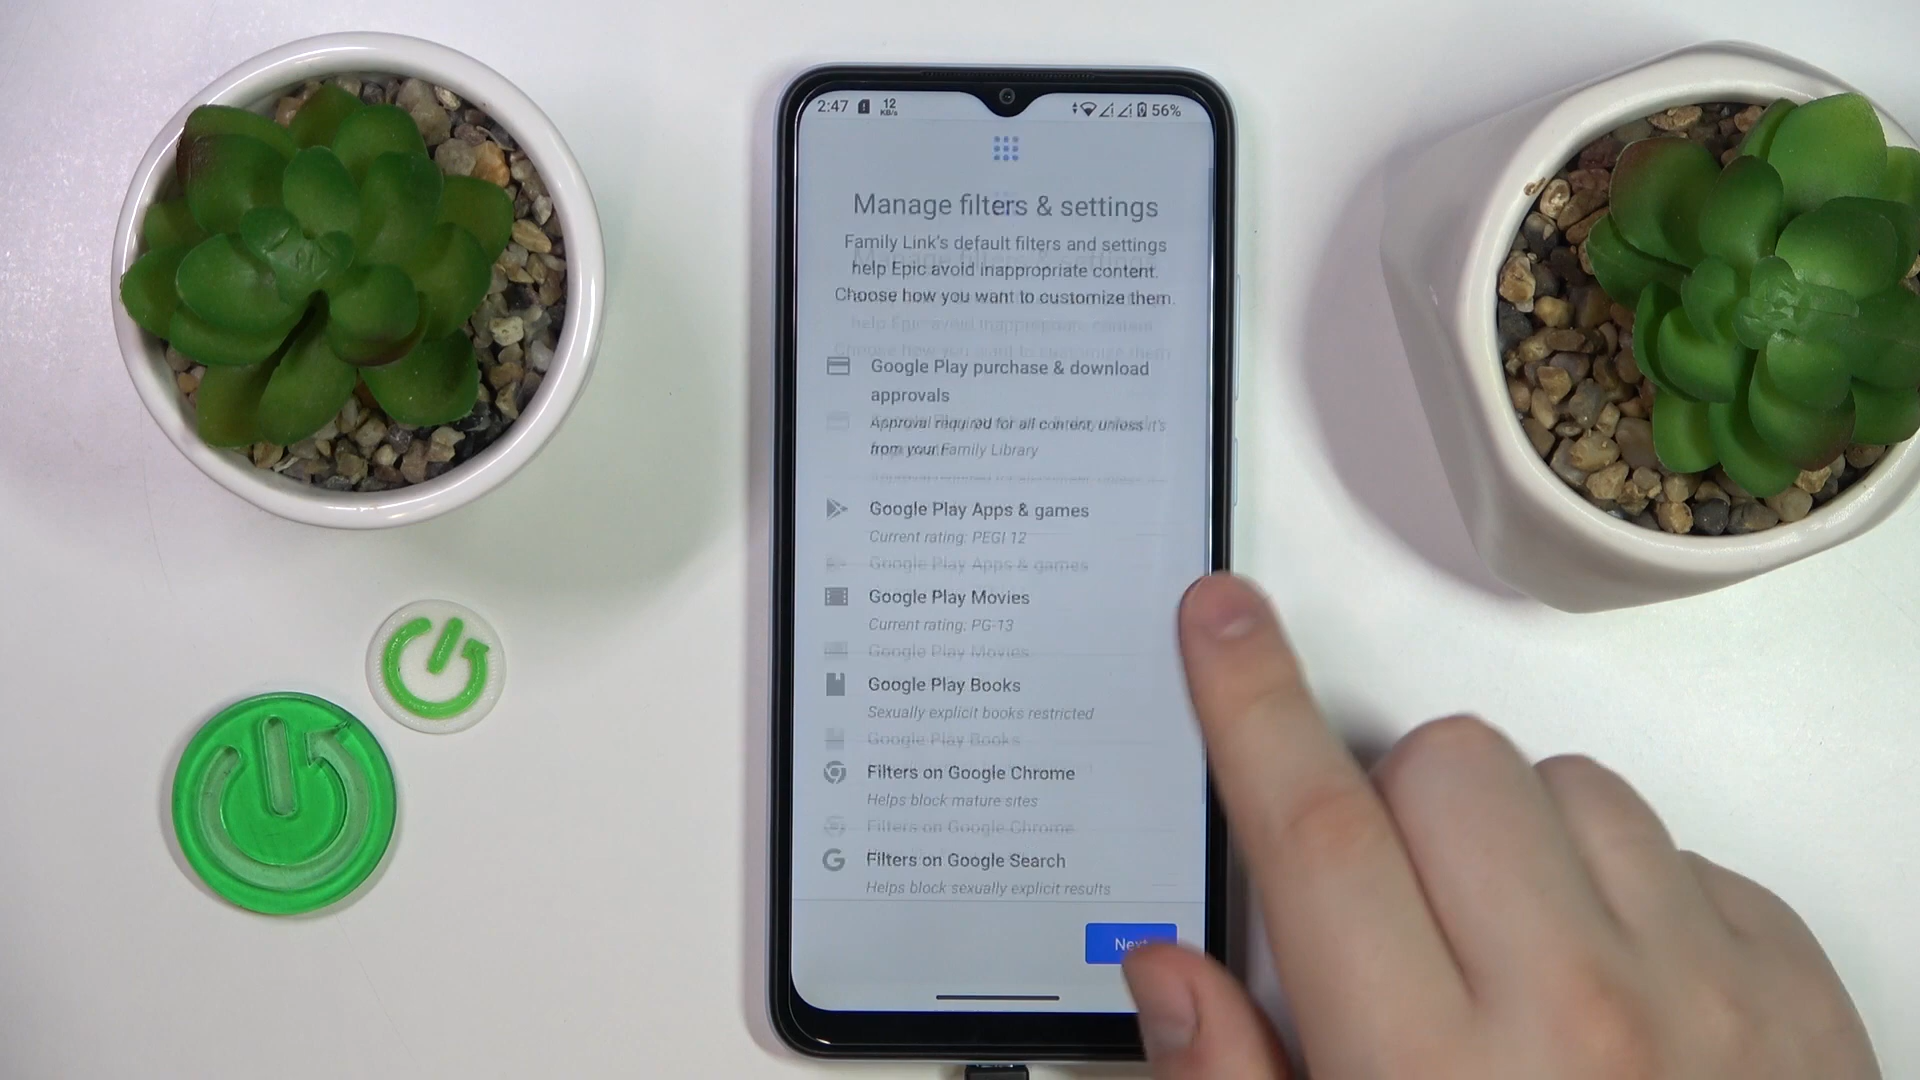 2:47 12 KB/s 56%
Manage filters & settings
Family Link's default filters and settings
help Epic avoid inappropriate content.
Choose how you want to customize them.
Google Play purchase & download
approvals
Approval required for all content, unless it's
from your Family Library
Google Play Apps & games
Current rating: PEGI 12
Google Play Apps & games
Google Play Movies
Current rating: PG-13
Google Play Movies
Google Play Books
Sexually explicit books restricted
Google Play Books
Filters on Google Chrome
Helps block mature sites
Filters on Google Chrome
Filters on Google Search
Helps block sexually explicit results
Next